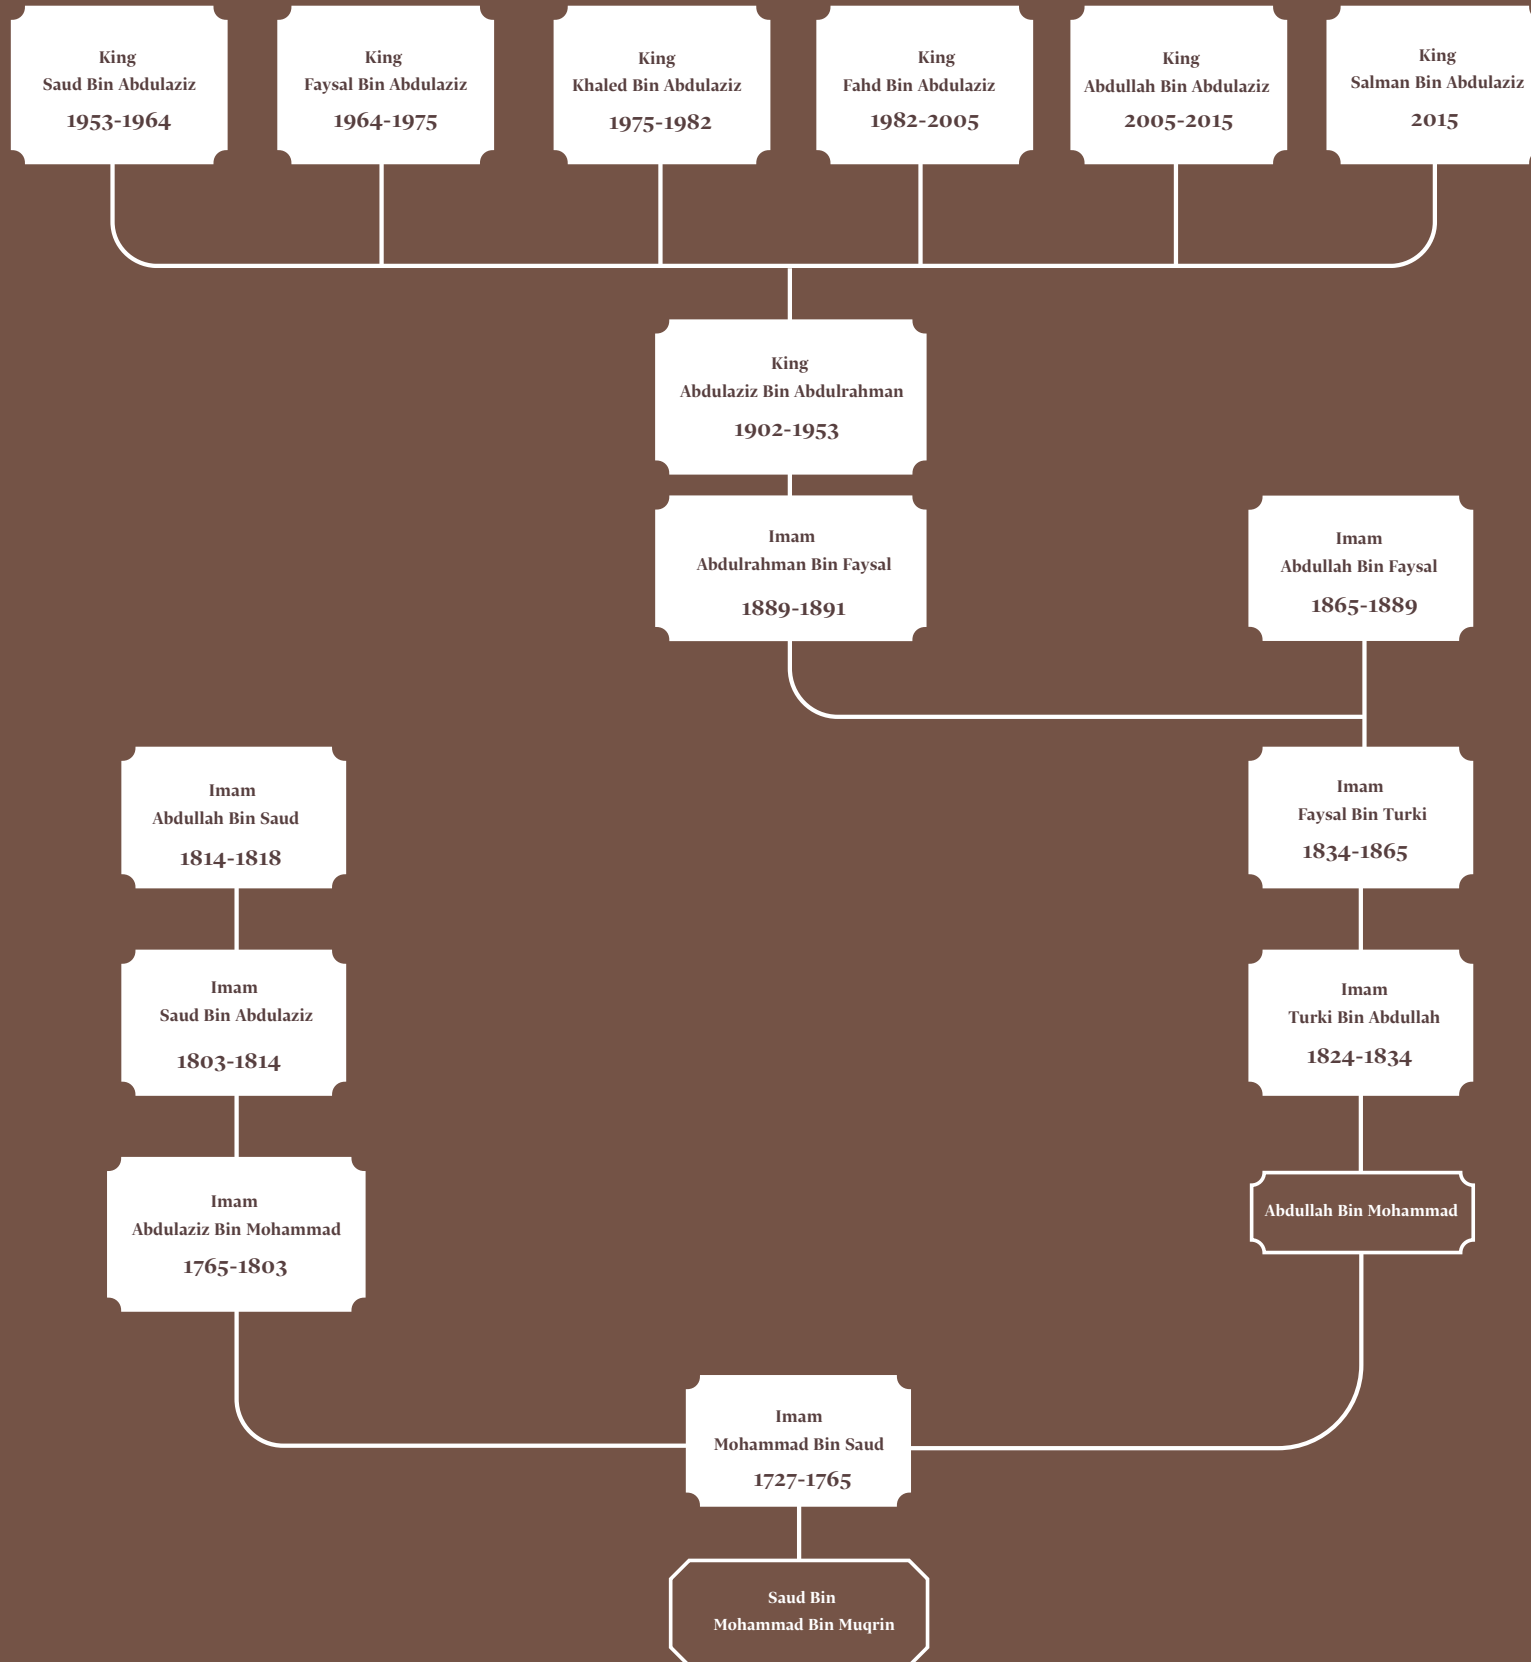 King
Saud Bin Abdulaziz
1953-1964
King
Faysal Bin Abdulaziz
1964-1975
King
Khaled Bin Abdulaziz
1975-1982
King
Fahd Bin Abdulaziz
1982-2005
King
Abdullah Bin Abdulaziz
2005-2015
King
Salman Bin Abdulaziz
2015
King
Abdulaziz Bin Abdulrahman
1902-1953
Imam
Abdulrahman Bin Faysal
1889-1891
Imam
Abdullah Bin Faysal
1865-1889
Imam
Abdullah Bin Saud
1814-1818
Imam
Faysal Bin Turki
1834-1865
Imam
Saud Bin Abdulaziz
1803-1814
Imam
Turki Bin Abdullah
1824-1834
Imam
Abdulaziz Bin Mohammad
1765-1803
Abdullah Bin Mohammad
Imam
Mohammad Bin Saud
1727-1765
Saud Bin
Mohammad Bin Muqrin